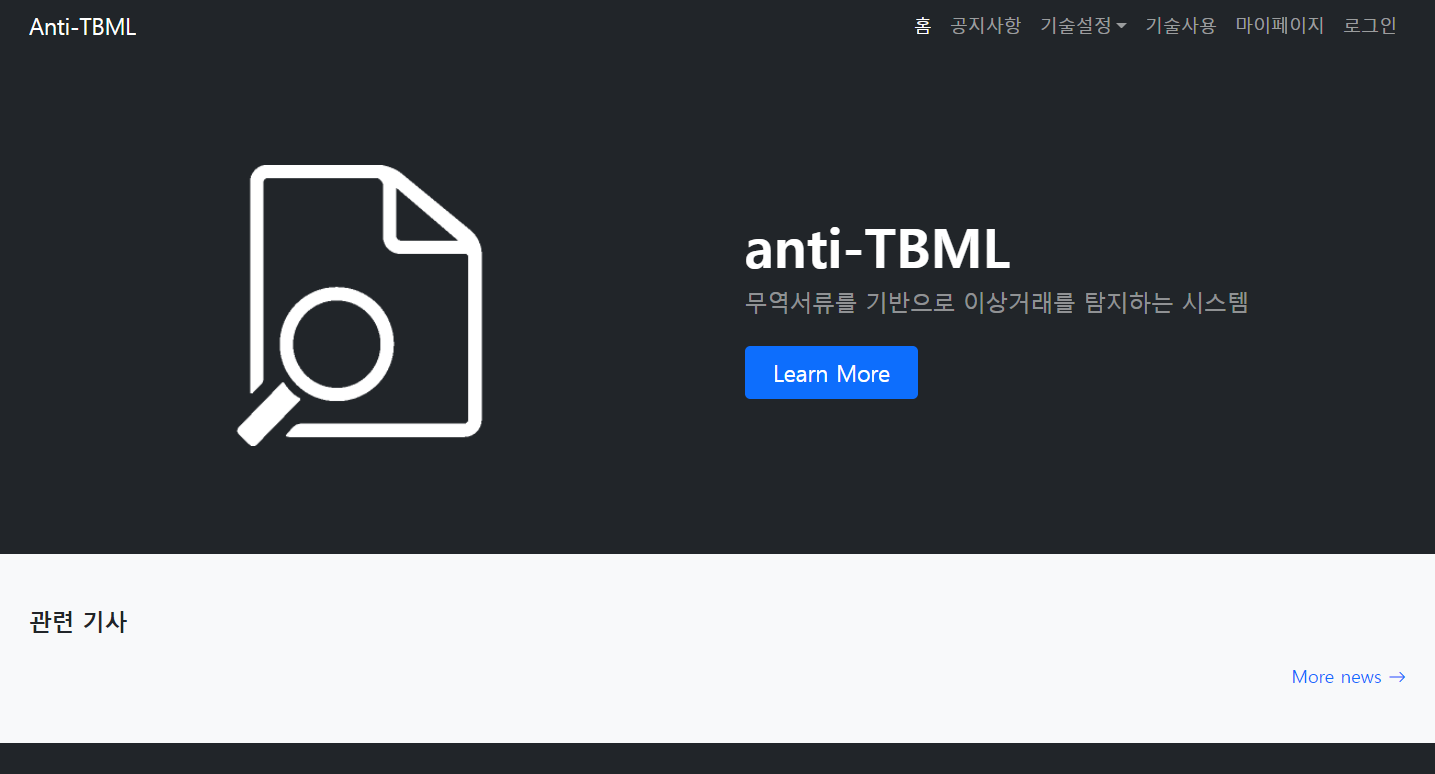 Anti-TBML
홈 공지사항 기술설정 기술사용 마이페이지 로그인
anti-TBML
무역서류를 기반으로 이상거래를 탐지하는 시스템
Learn More
관련 기사
More news →